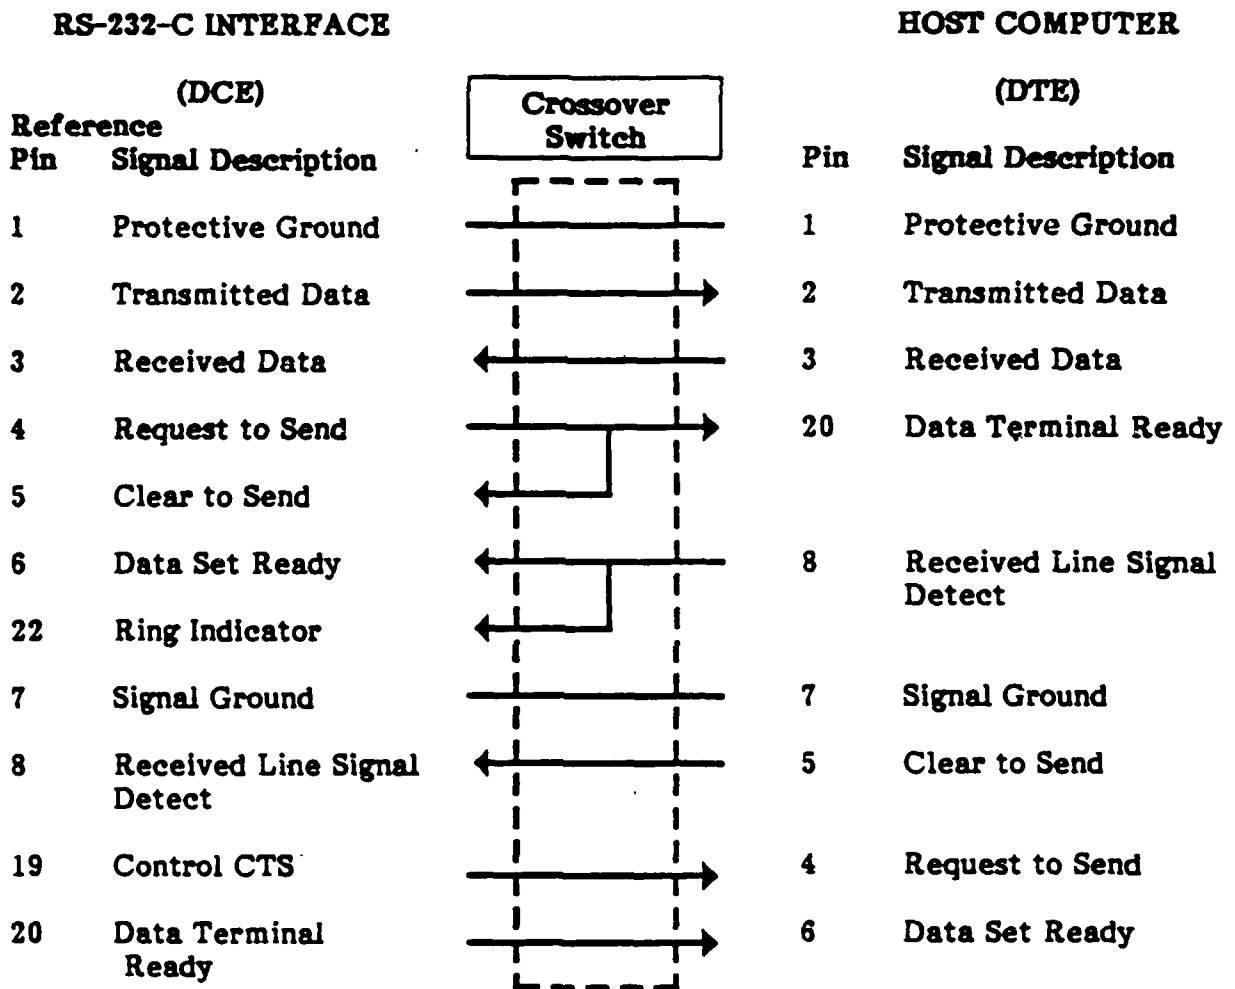 RS-232-C INTERFACE HOST COMPUTER
(DCE) Crossover Switch (DTE)
Reference
Pin Signal Description Pin Signal Description
1 Protective Ground 1 Protective Ground
2 Transmitted Data 2 Transmitted Data
3 Received Data 3 Received Data
4 Request to Send 20 Data Terminal Ready
5 Clear to Send
6 Data Set Ready 8 Received Line Signal
Detect
22 Ring Indicator
7 Signal Ground 7 Signal Ground
8 Received Line Signal 5 Clear to Send
Detect
19 Control CTS 4 Request to Send
20 Data Terminal 6 Data Set Ready
Ready